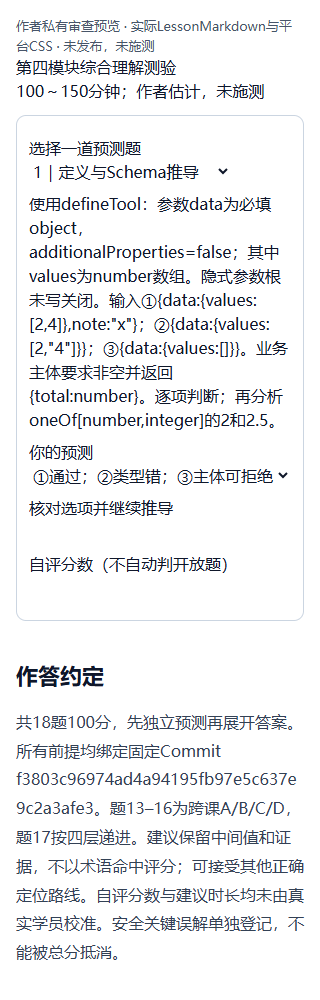 作者私有审查预览 · 实际LessonMarkdown与平
台CSS · 未发布，未施测
第四模块综合理解测验
100～150分钟；作者估计，未施测
选择一道预测题
1｜定义与Schema推导
使用defineTool：参数data为必填
object，
additionalProperties=false；其中
values为number数组。隐式参数根
未写关闭。输入①{data:{values:
[2,4]},note:"x"}；②{data:{values:
[2,"4"]}}；③{data:{values:[]}}。业务
主体要求非空并返回
{total:number}。逐项判断；再分析
oneOf[number,integer]的2和2.5。
你的预测
①通过；②类型错；③主体可拒绝
核对选项并继续推导
自评分数（不自动判开放题）
作答约定
共18题100分，先独立预测再展开答案。
所有前提均绑定固定Commit
f3803c96974ad4a94195fb97e5c637e
9c2a3afe3。题13–16为跨课A/B/C/D，
题17按四层递进。建议保留中间值和证
据，不以术语命中评分；可接受其他正确
定位路线。自评分数与建议时长均未由真
实学员校准。安全关键误解单独登记，不
能被总分抵消。